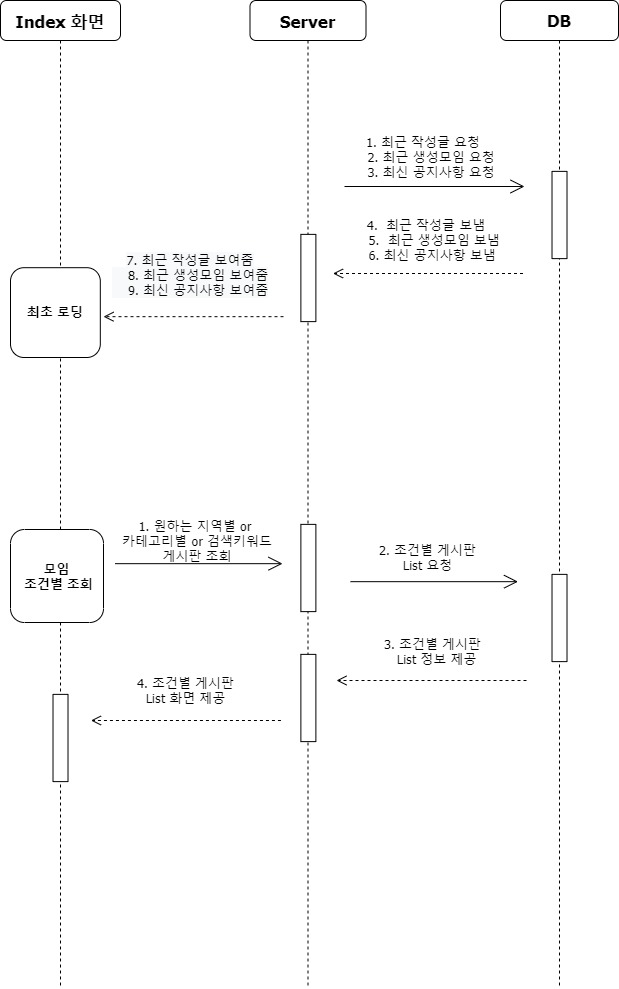 Index 화면
Server
DB
1. 최근 작성글 요청
2. 최근 생성모임 요청
3. 최신 공지사항 요청
4. 최근 작성글 보냄
5. 최근 생성모임 보냄
6. 최신 공지사항 보냄
7. 최근 작성글 보여줌
8. 최근 생성모임 보여줌
9. 최신 공지사항 보여줌
최초 로딩
1. 원하는 지역별 or
카테고리별 or 검색키워드
게시판 조회
모임
조건별 조회
2. 조건별 게시판
List 요청
3. 조건별 게시판
List 정보 제공
4. 조건별 게시판
List 화면 제공